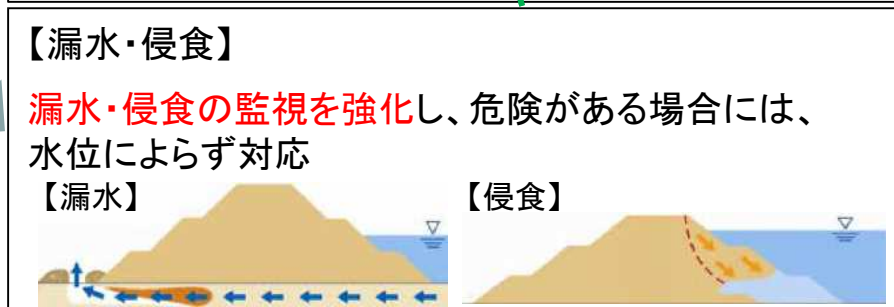 【漏水・侵食】
漏水・侵食の監視を強化し、危険がある場合には、
水位によらず対応
【漏水】
【侵食】